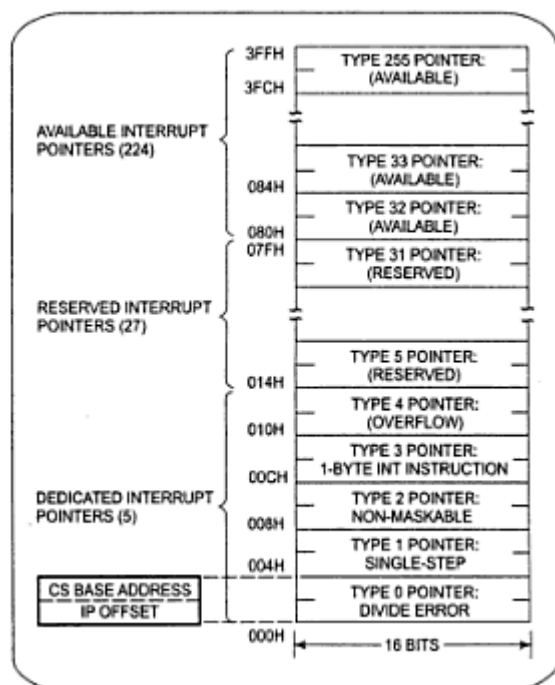 3FFH
TYPE 255 POINTER:
(AVAILABLE)
3FCH
AVAILABLE INTERRUPT
POINTERS (224)
TYPE 33 POINTER:
(AVAILABLE)
084H
TYPE 32 POINTER:
(AVAILABLE)
080H
07FH
TYPE 31 POINTER:
(RESERVED)
RESERVED INTERRUPT
POINTERS (27)
TYPE 5 POINTER:
(RESERVED)
014H
TYPE 4 POINTER:
(OVERFLOW)
010H
TYPE 3 POINTER:
1-BYTE INT INSTRUCTION
00CH
DEDICATED INTERRUPT
POINTERS (5)
TYPE 2 POINTER:
NON-MASKABLE
008H
TYPE 1 POINTER:
SINGLE-STEP
004H
CS BASE ADDRESS
IP OFFSET
TYPE 0 POINTER:
DIVIDE ERROR
000H
16 BITS